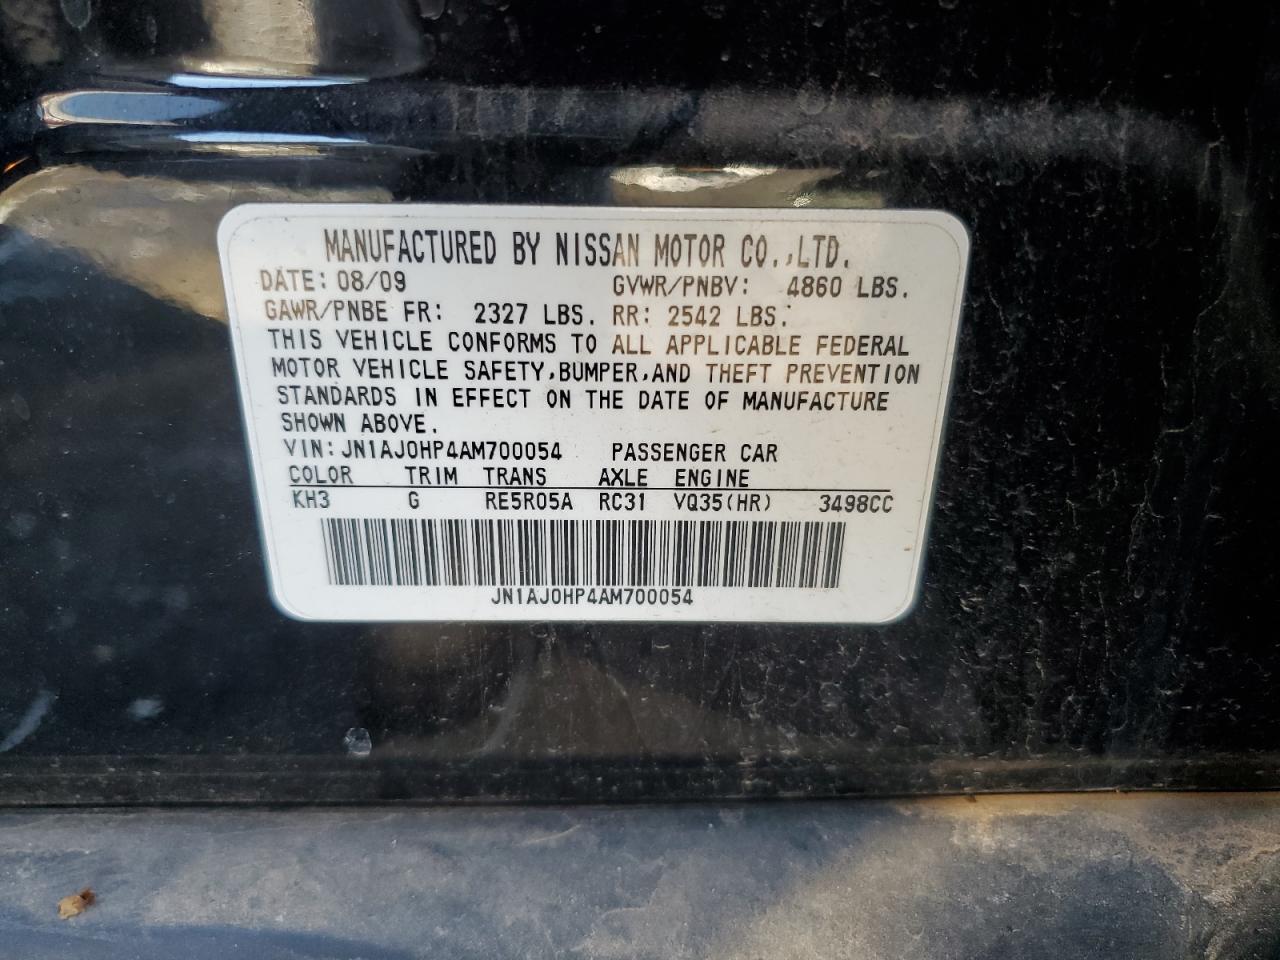 MANUFACTURED BY NISSAN MOTOR CO.,LTD.
DATE: 08/09 GVWR/PNBV: 4860 LBS.
GAWR/PNBE FR: 2327 LBS. RR: 2542 LBS.
THIS VEHICLE CONFORMS TO ALL APPLICABLE FEDERAL
MOTOR VEHICLE SAFETY,BUMPER,AND THEFT PREVENTION
STANDARDS IN EFFECT ON THE DATE OF MANUFACTURE
SHOWN ABOVE.
VIN:JN1AJ0HP4AM700054 PASSENGER CAR
COLOR TRIM TRANS AXLE ENGINE
KH3 G RE5R05A RC31 VQ35(HR) 3498CC
JN1AJ0HP4AM700054